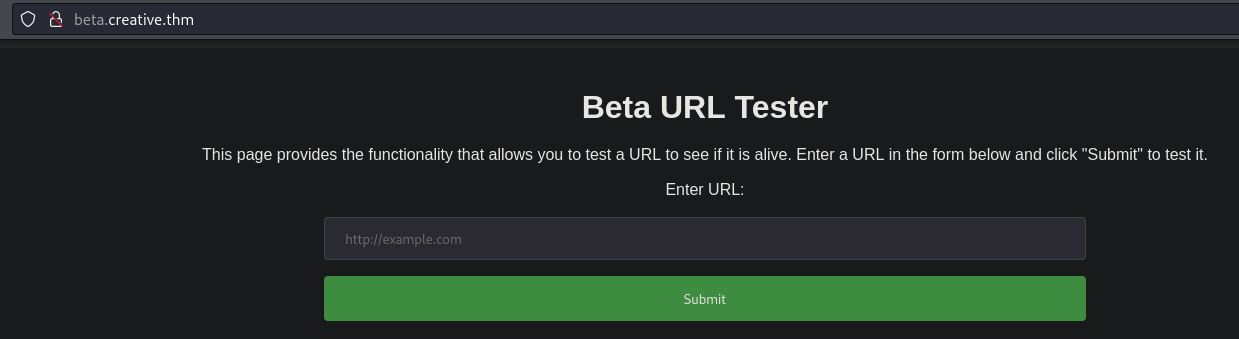 beta.creative.thm
Beta URL Tester
This page provides the functionality that allows you to test a URL to see if it is alive. Enter a URL in the form below and click "Submit" to test it.
Enter URL:
http://example.com
Submit